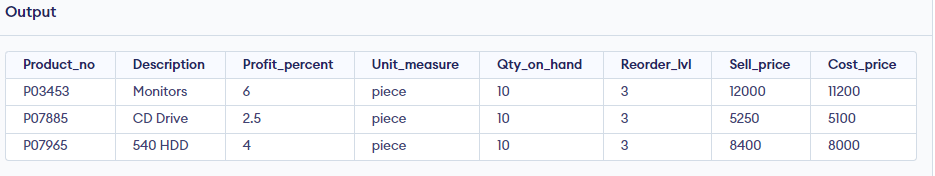 Output
Product_no Description Profit_percent Unit_measure Qty_on_hand Reorder_lvl Sell_price Cost_price
P03453 Monitors 6 piece 10 3 12000 11200
P07885 CD Drive 2.5 piece 10 3 5250 5100
P07965 540 HDD 4 piece 10 3 8400 8000